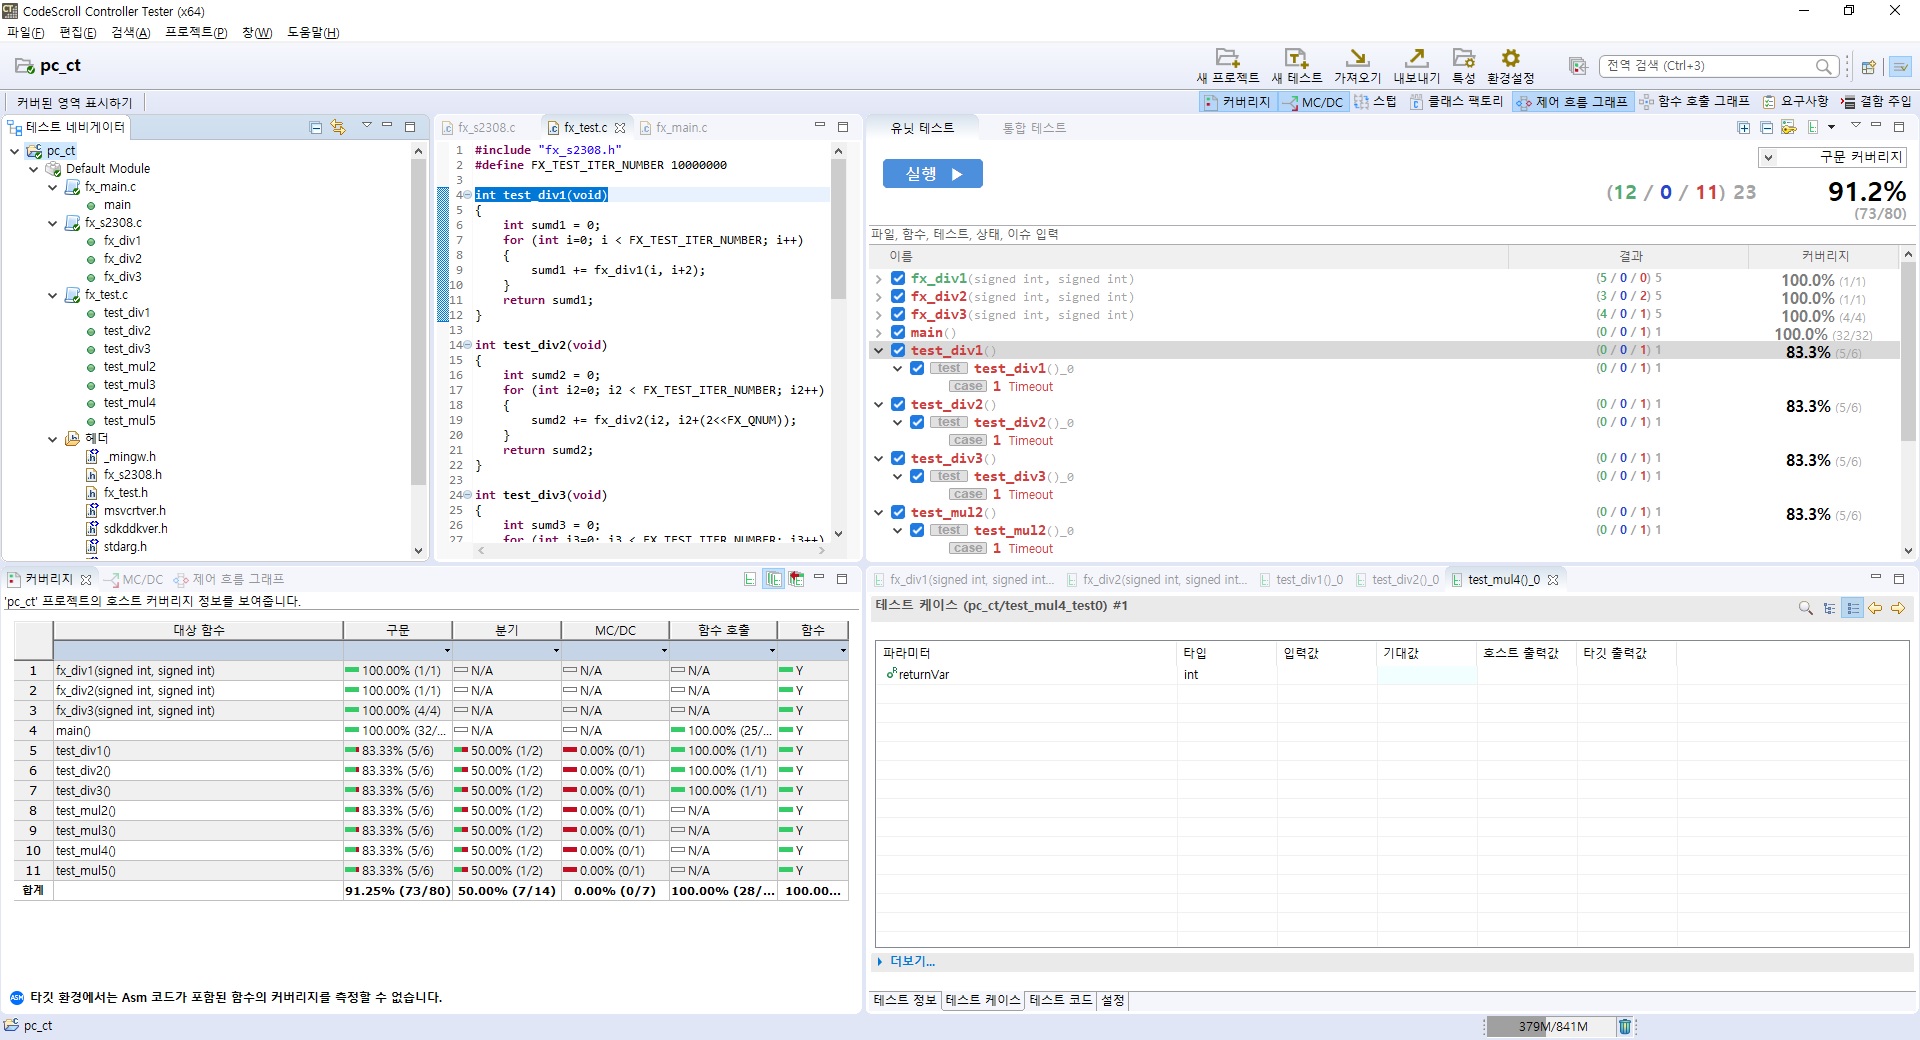 CodeScroll Controller Tester (x64)
파일(F) 편집(E) 검색(A) 프로젝트(P) 창(W) 도움말(H)
pc_ct
새 프로젝트 새 테스트 가져오기 내보내기 특성 환경설정 전역 검색 (Ctrl+3)
커버된 영역 표시하기
커버리지 MC/DC 스텁 클래스 팩토리 제어 흐름 그래프 함수 호출 그래프 요구사항 결함 주입
테스트 네비게이터
pc_ct
Default Module
fx_main.c
main
fx_s2308.c
fx_div1
fx_div2
fx_div3
fx_test.c
test_div1
test_div2
test_div3
test_mul2
test_mul3
test_mul4
test_mul5
헤더
_mingw.h
fx_s2308.h
fx_test.h
msvcrtver.h
sdkddkver.h
stdarg.h
fx_s2308.c fx_test.c fx_main.c
1 #include "fx_s2308.h"
2 #define FX_TEST_ITER_NUMBER 10000000
3
4 int test_div1(void)
5 {
6 int sumd1 = 0;
7 for (int i=0; i < FX_TEST_ITER_NUMBER; i++)
8 {
9 sumd1 += fx_div1(i, i+2);
10 }
11 return sumd1;
12 }
13
14 int test_div2(void)
15 {
16 int sumd2 = 0;
17 for (int i2=0; i2 < FX_TEST_ITER_NUMBER; i2++)
18 {
19 sumd2 += fx_div2(i2, i2+(2<<FX_QNUM));
20 }
21 return sumd2;
22 }
23
24 int test_div3(void)
25 {
26 int sumd3 = 0;
27 for (int i3=0; i3 < FX_TEST_ITER_NUMBER; i3++)
유닛 테스트 통합 테스트
실행
구문 커버리지
(12 / 0 / 11) 23 91.2%
(73/80)
파일, 함수, 테스트, 상태, 이슈 입력
이름 결과 커버리지
fx_div1(signed int, signed int) (5 / 0 / 0) 5 100.0% (1/1)
fx_div2(signed int, signed int) (3 / 0 / 2) 5 100.0% (1/1)
fx_div3(signed int, signed int) (4 / 0 / 1) 5 100.0% (4/4)
main() (0 / 0 / 1) 1 100.0% (32/32)
test_div1() (0 / 0 / 1) 1 83.3% (5/6)
test test_div1()_0 (0 / 0 / 1) 1
case 1 Timeout
test_div2() (0 / 0 / 1) 1 83.3% (5/6)
test test_div2()_0 (0 / 0 / 1) 1
case 1 Timeout
test_div3() (0 / 0 / 1) 1 83.3% (5/6)
test test_div3()_0 (0 / 0 / 1) 1
case 1 Timeout
test_mul2() (0 / 0 / 1) 1 83.3% (5/6)
test test_mul2()_0 (0 / 0 / 1) 1
case 1 Timeout
커버리지 MC/DC 제어 흐름 그래프
'pc_ct' 프로젝트의 호스트 커버리지 정보를 보여줍니다.
대상 함수 구문 분기 MC/DC 함수 호출 함수
1 fx_div1(signed int, signed int) 100.00% (1/1) N/A N/A N/A Y
2 fx_div2(signed int, signed int) 100.00% (1/1) N/A N/A N/A Y
3 fx_div3(signed int, signed int) 100.00% (4/4) N/A N/A N/A Y
4 main() 100.00% (32/... N/A N/A 100.00% (25/... Y
5 test_div1() 83.33% (5/6) 50.00% (1/2) 0.00% (0/1) 100.00% (1/1) Y
6 test_div2() 83.33% (5/6) 50.00% (1/2) 0.00% (0/1) 100.00% (1/1) Y
7 test_div3() 83.33% (5/6) 50.00% (1/2) 0.00% (0/1) 100.00% (1/1) Y
8 test_mul2() 83.33% (5/6) 50.00% (1/2) 0.00% (0/1) N/A Y
9 test_mul3() 83.33% (5/6) 50.00% (1/2) 0.00% (0/1) N/A Y
10 test_mul4() 83.33% (5/6) 50.00% (1/2) 0.00% (0/1) N/A Y
11 test_mul5() 83.33% (5/6) 50.00% (1/2) 0.00% (0/1) N/A Y
합계 91.25% (73/80) 50.00% (7/14) 0.00% (0/7) 100.00% (28/... 100.00...
ASM 타깃 환경에서는 Asm 코드가 포함된 함수의 커버리지를 측정할 수 없습니다.
fx_div1(signed int, signed int... fx_div2(signed int, signed int... test_div1()_0 test_div2()_0 test_mul4()_0
테스트 케이스 (pc_ct/test_mul4_test0) #1
파라미터 타입 입력값 기대값 호스트 출력값 타깃 출력값
returnVar int
더보기...
테스트 정보 테스트 케이스 테스트 코드 설정
pc_ct
379M/841M